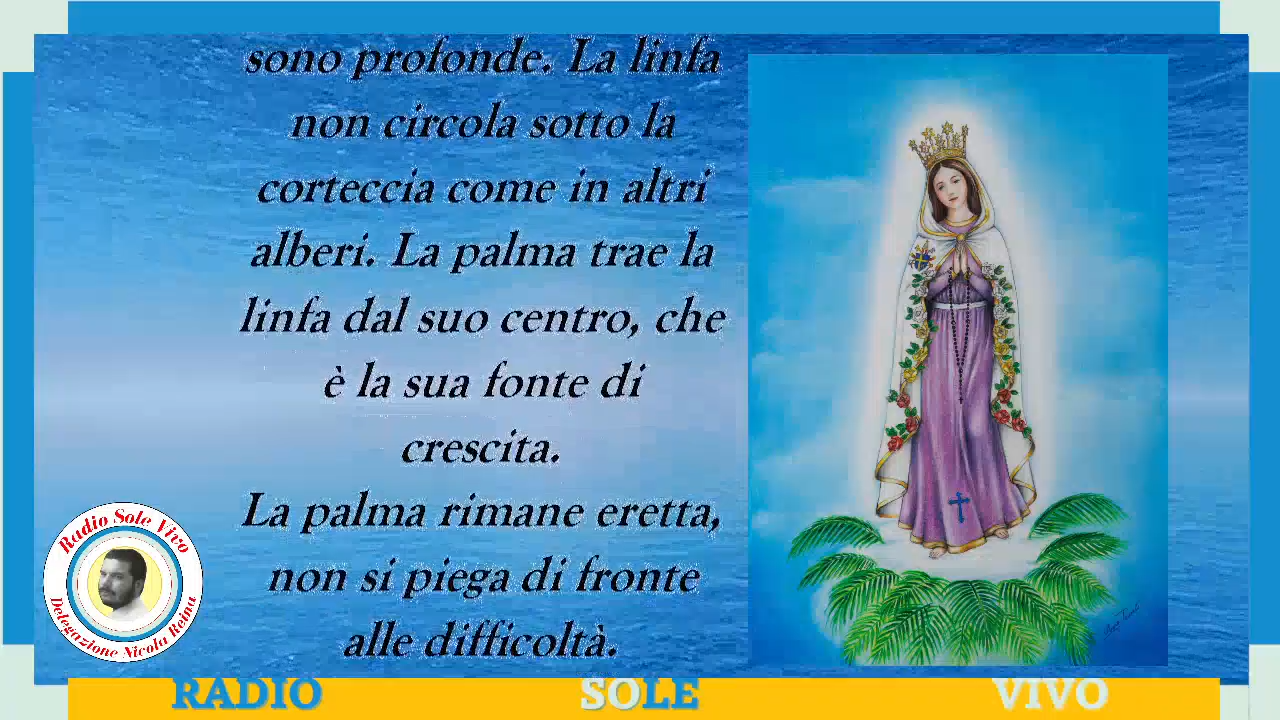 sono profonde. La linfa
non circola sotto la
corteccia come in altri
alberi. La palma trae la
linfa dal suo centro, che
è la sua fonte di
crescita.
La palma rimane eretta,
non si piega di fronte
alle difficoltà.
Radio Sole Vivo
Delegazione Nicola Reina
RADIO SOLE VIVO